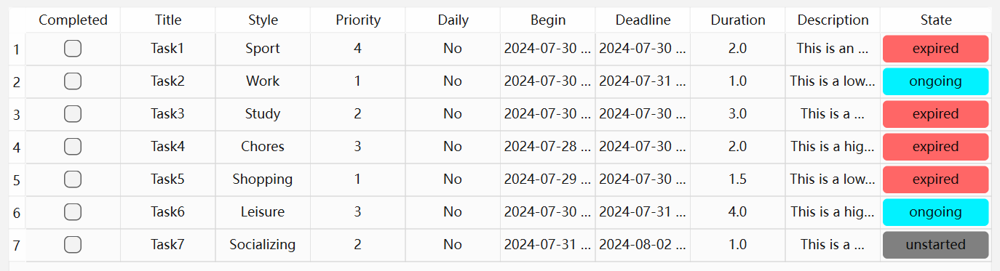 Completed Title Style Priority Daily Begin Deadline Duration Description State
1 Task1 Sport 4 No 2024-07-30 ... 2024-07-30 ... 2.0 This is an ... expired
2 Task2 Work 1 No 2024-07-30 ... 2024-07-31 ... 1.0 This is a low... ongoing
3 Task3 Study 2 No 2024-07-30 ... 2024-07-30 ... 3.0 This is a ... expired
4 Task4 Chores 3 No 2024-07-28 ... 2024-07-30 ... 2.0 This is a hig... expired
5 Task5 Shopping 1 No 2024-07-29 ... 2024-07-30 ... 1.5 This is a low... expired
6 Task6 Leisure 3 No 2024-07-30 ... 2024-07-31 ... 4.0 This is a hig... ongoing
7 Task7 Socializing 2 No 2024-07-31 ... 2024-08-02 ... 1.0 This is a ... unstarted